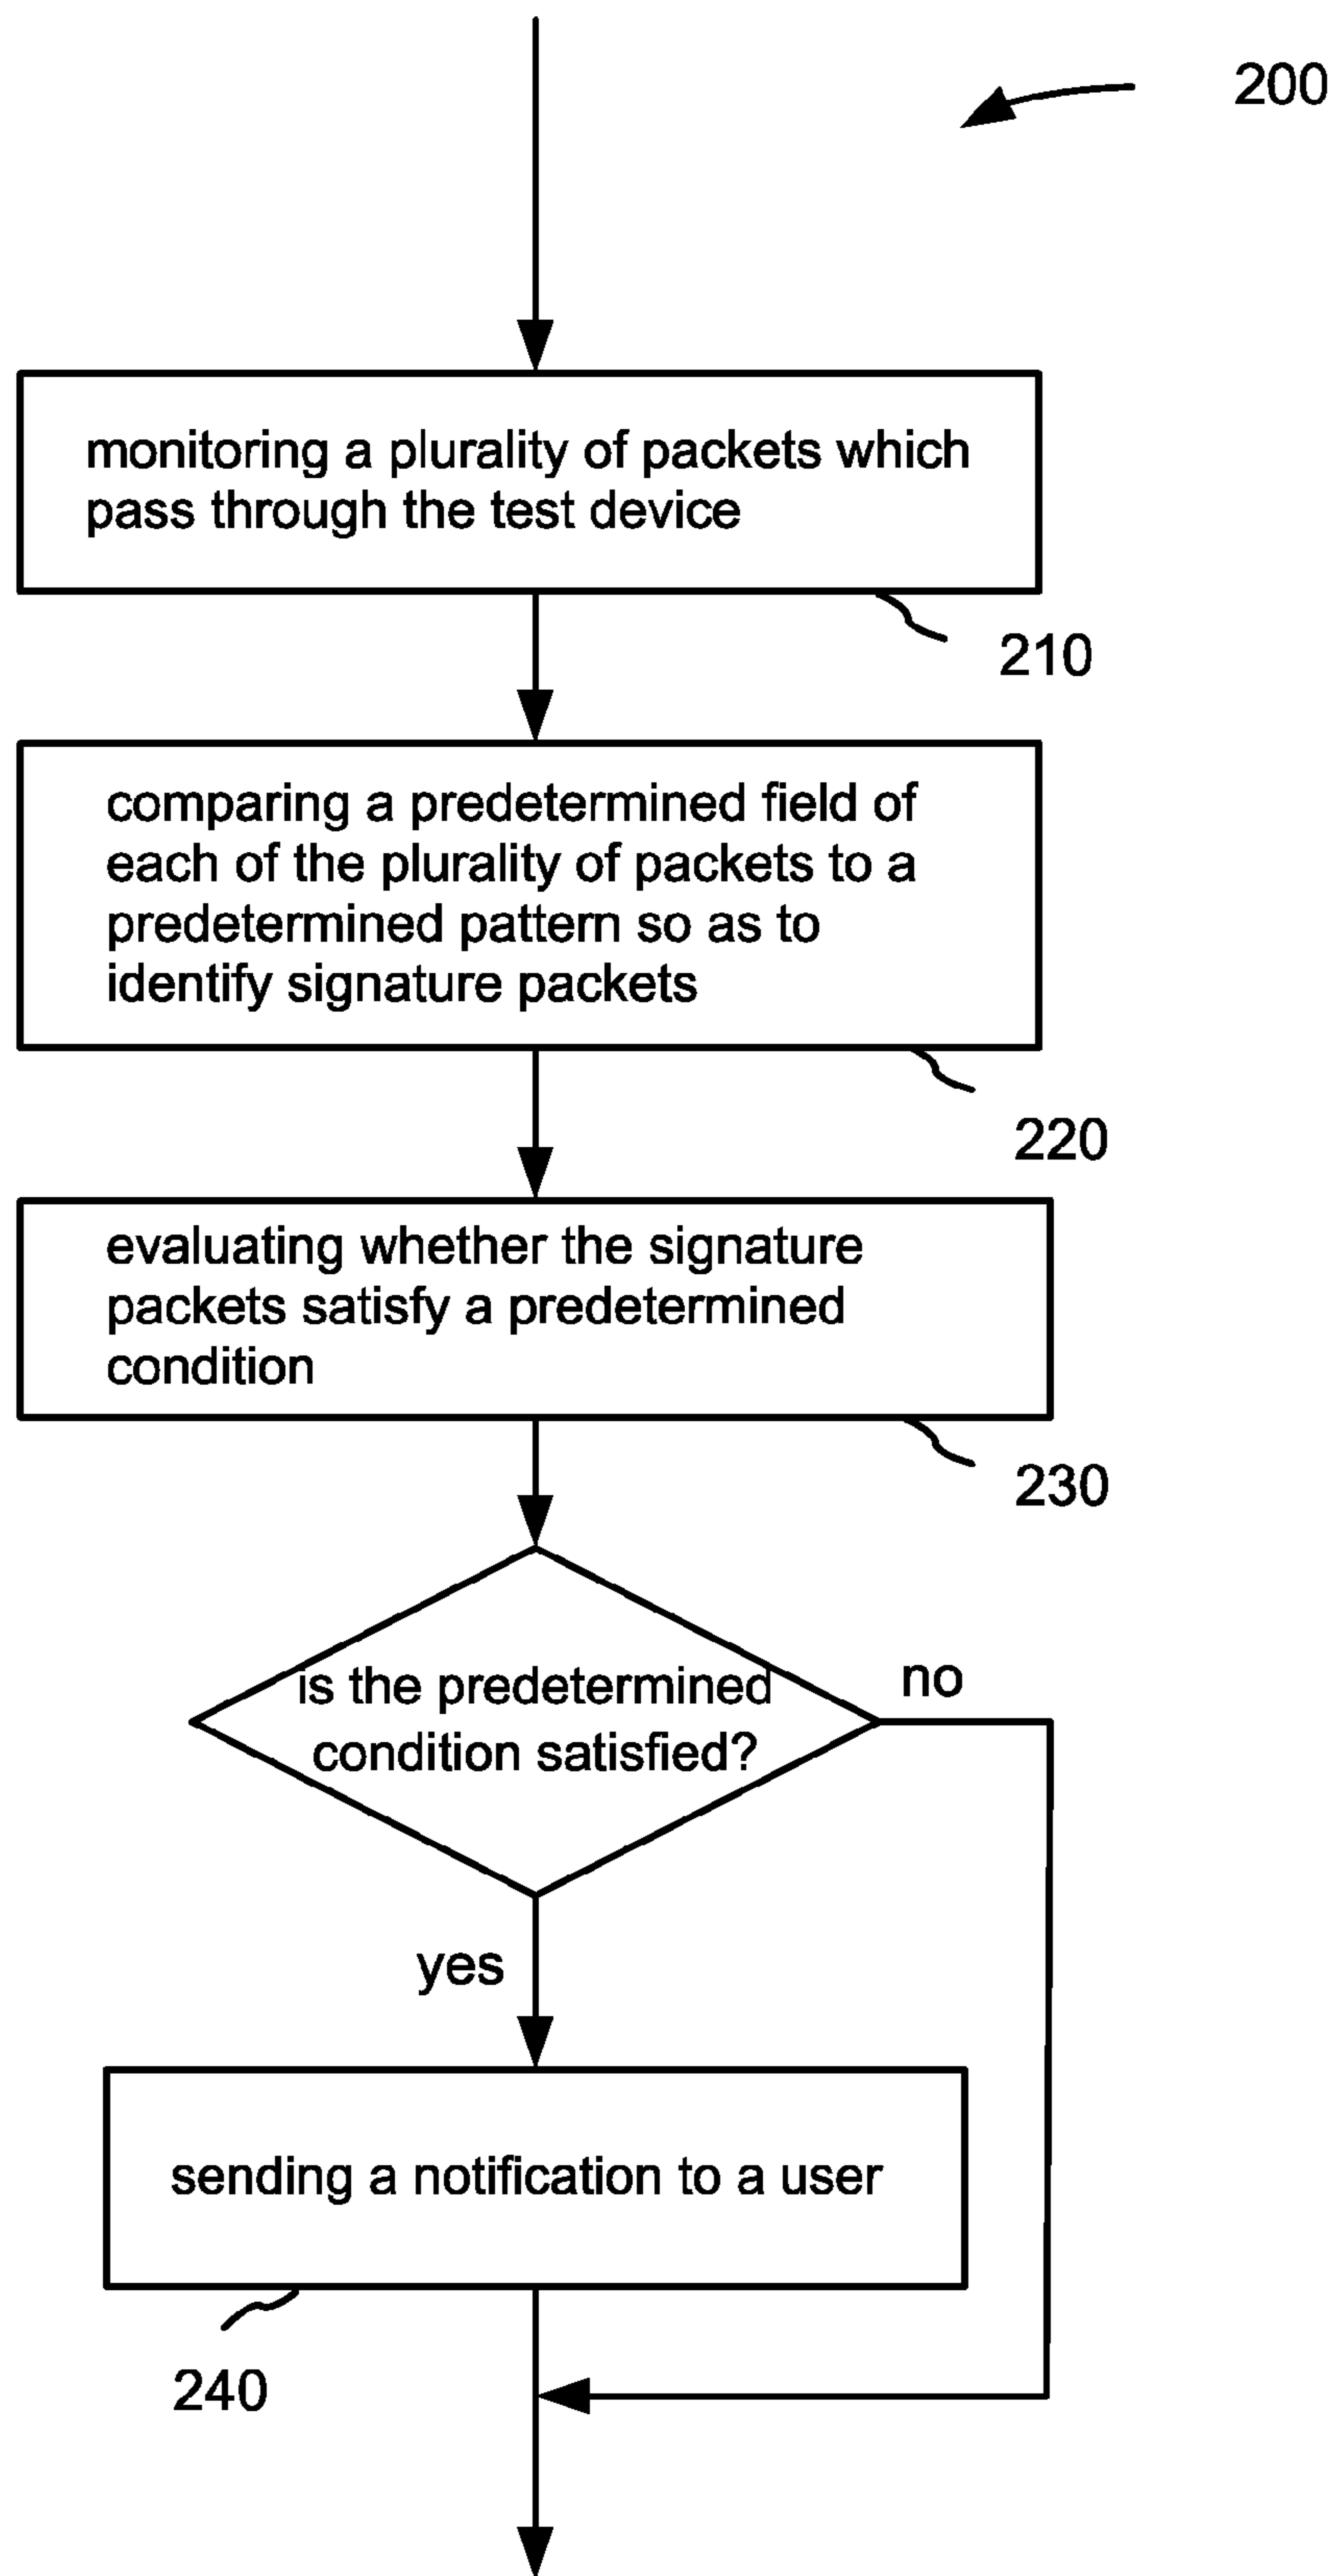 200
monitoring a plurality of packets which
pass through the test device
210
comparing a predetermined field of
each of the plurality of packets to a
predetermined pattern so as to
identify signature packets
220
evaluating whether the signature
packets satisfy a predetermined
condition
230
is the predetermined
condition satisfied?
no
yes
sending a notification to a user
240